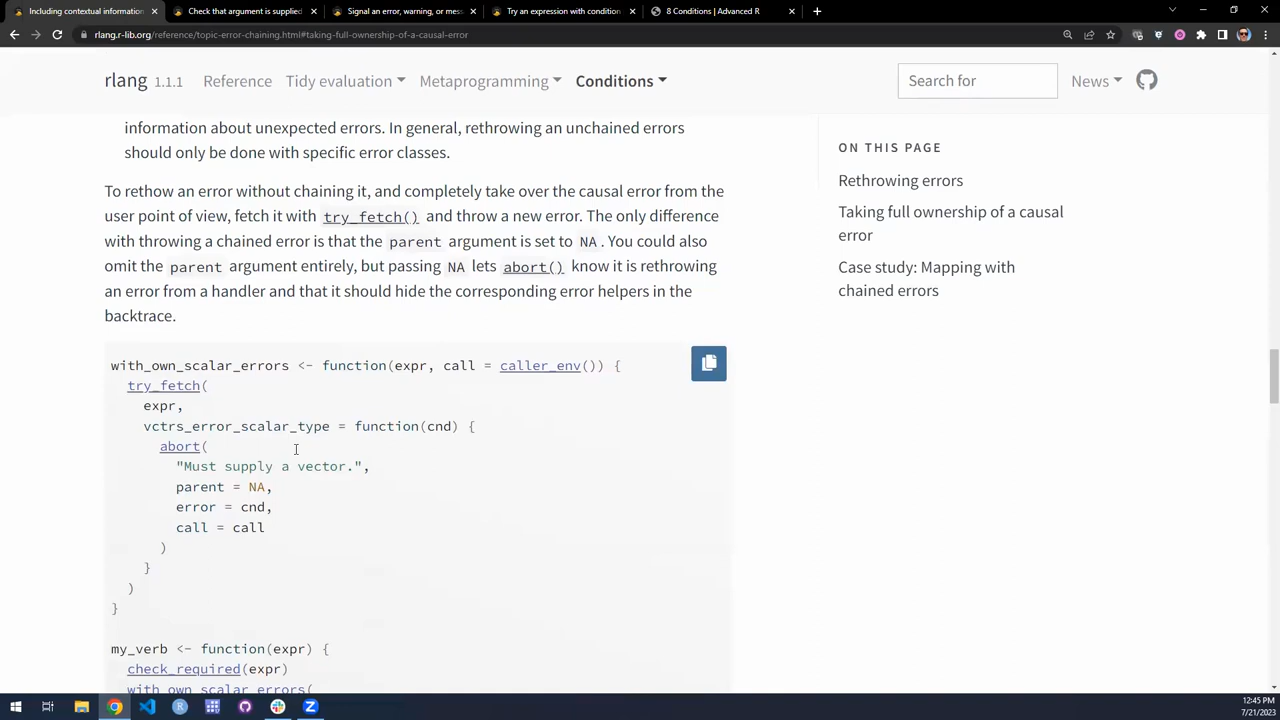 Including contextual information
Check that argument is supplied
Signal an error, warning, or mess
Try an expression with condition
8 Conditions | Advanced R
rlang.r-lib.org/reference/topic-error-chaining.html#taking-full-ownership-of-a-causal-error
rlang 1.1.1 Reference Tidy evaluation Metaprogramming Conditions Search for News
information about unexpected errors. In general, rethrowing an unchained errors
should only be done with specific error classes.
To rethow an error without chaining it, and completely take over the causal error from the
user point of view, fetch it with try_fetch() and throw a new error. The only difference
with throwing a chained error is that the parent argument is set to NA . You could also
omit the parent argument entirely, but passing NA lets abort() know it is rethrowing
an error from a handler and that it should hide the corresponding error helpers in the
backtrace.
with_own_scalar_errors <- function(expr, call = caller_env()) {
try_fetch(
expr,
vctrs_error_scalar_type = function(cnd) {
abort(
"Must supply a vector.",
parent = NA,
error = cnd,
call = call
)
}
)
}
my_verb <- function(expr) {
check_required(expr)
with_own_scalar_errors(
ON THIS PAGE
Rethrowing errors
Taking full ownership of a causal
error
Case study: Mapping with
chained errors
12:45 PM
7/21/2023